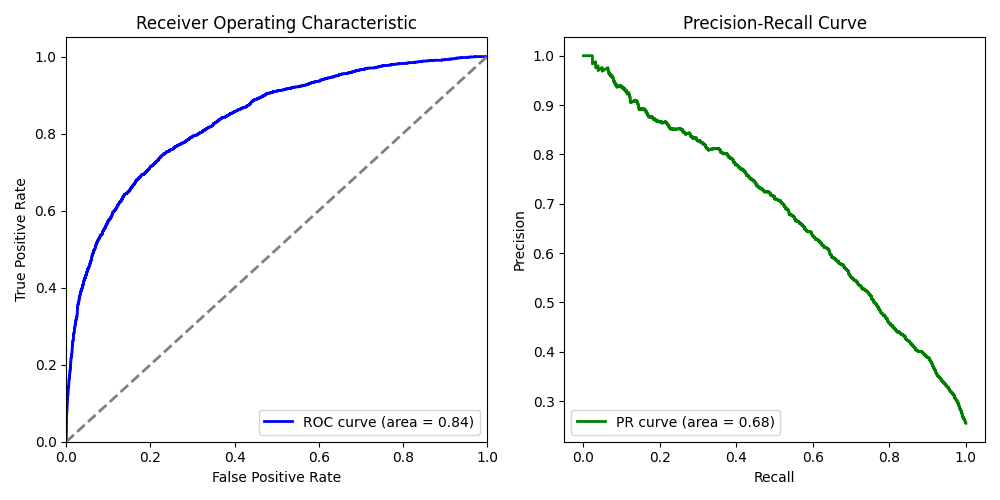 Receiver Operating Characteristic
True Positive Rate
1.0
0.8
0.6
0.4
0.2
0.0
ROC curve (area = 0.84)
0.0 0.2 0.4 0.6 0.8 1.0
False Positive Rate
Precision-Recall Curve
Precision
1.0
0.9
0.8
0.7
0.6
0.5
0.4
0.3
PR curve (area = 0.68)
0.0 0.2 0.4 0.6 0.8 1.0
Recall